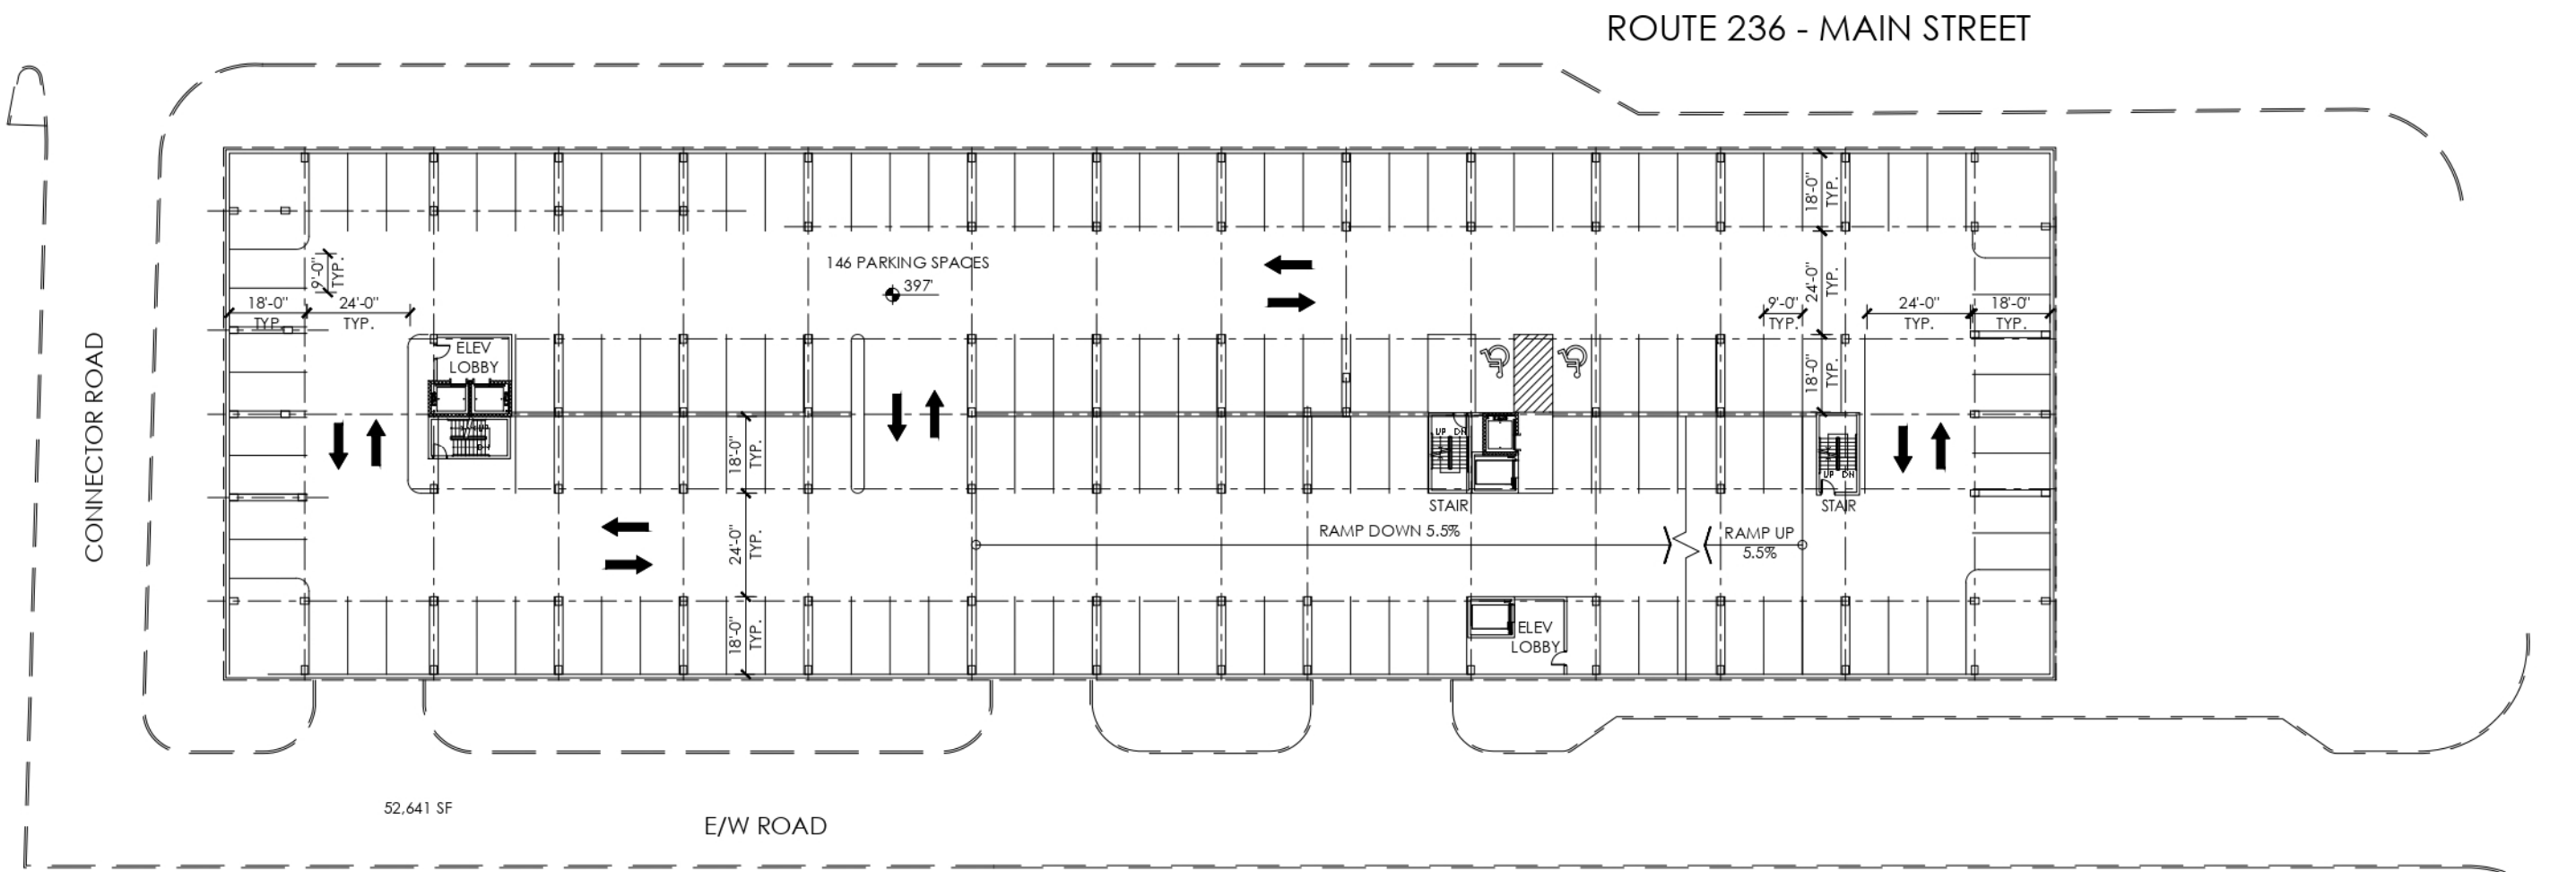 ROUTE 236 - MAIN STREET
18'-0"
TYP.
146 PARKING SPACES
397'
9'-0"
TYP.
24'-0"
TYP.
18'-0"
TYP.
24'-0"
TYP.
9'-0"
TYP.
24'-0"
TYP.
18'-0"
TYP.
CONNECTOR ROAD
ELEV
LOBBY
18'-0"
TYP.
UP
18'-0"
TYP.
UP DN
UP DN
STAIR
STAIR
RAMP DOWN 5.5%
RAMP UP
5.5%
24'-0"
TYP.
18'-0"
TYP.
ELEV
LOBBY
52,641 SF
E/W ROAD